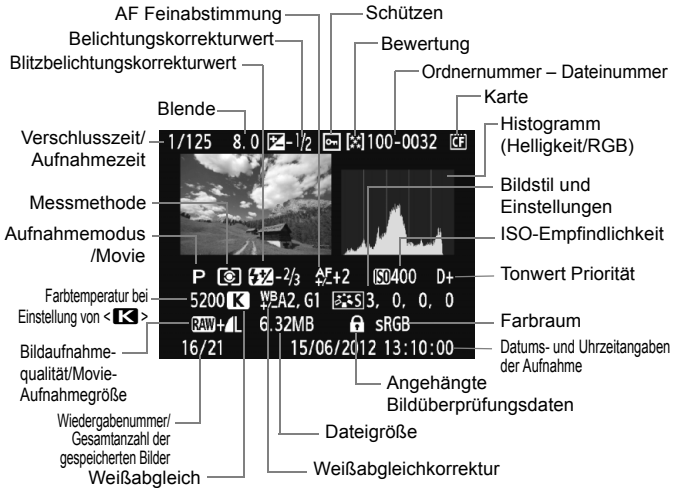 AF Feinabstimmung
Schützen
Belichtungskorrekturwert
Bewertung
Blitzbelichtungskorrekturwert
Ordnernummer – Dateinummer
Blende
Karte
Verschlusszeit/
Aufnahmezeit
1/125 8.0 -1/2 100-0032 CF
Histogramm
(Helligkeit/RGB)
Messmethode
Bildstil und
Einstellungen
Aufnahmemodus
/Movie
ISO-Empfindlichkeit
P -2/3 AF+2 ISO400 D+
Tonwert Priorität
Farbtemperatur bei
Einstellung von < K >
5200 K WB A2, G1 S 3, 0, 0, 0
RAW+L 6.32MB sRGB
Farbraum
Bildaufnahme-
qualität/Movie-
Aufnahmegröße
16/21 15/06/2012 13:10:00
Datums- und Uhrzeitangaben
der Aufnahme
Angehängte
Bildüberprüfungsdaten
Wiedergabenummer/
Gesamtanzahl der
gespeicherten Bilder
Dateigröße
Weißabgleich
Weißabgleichkorrektur